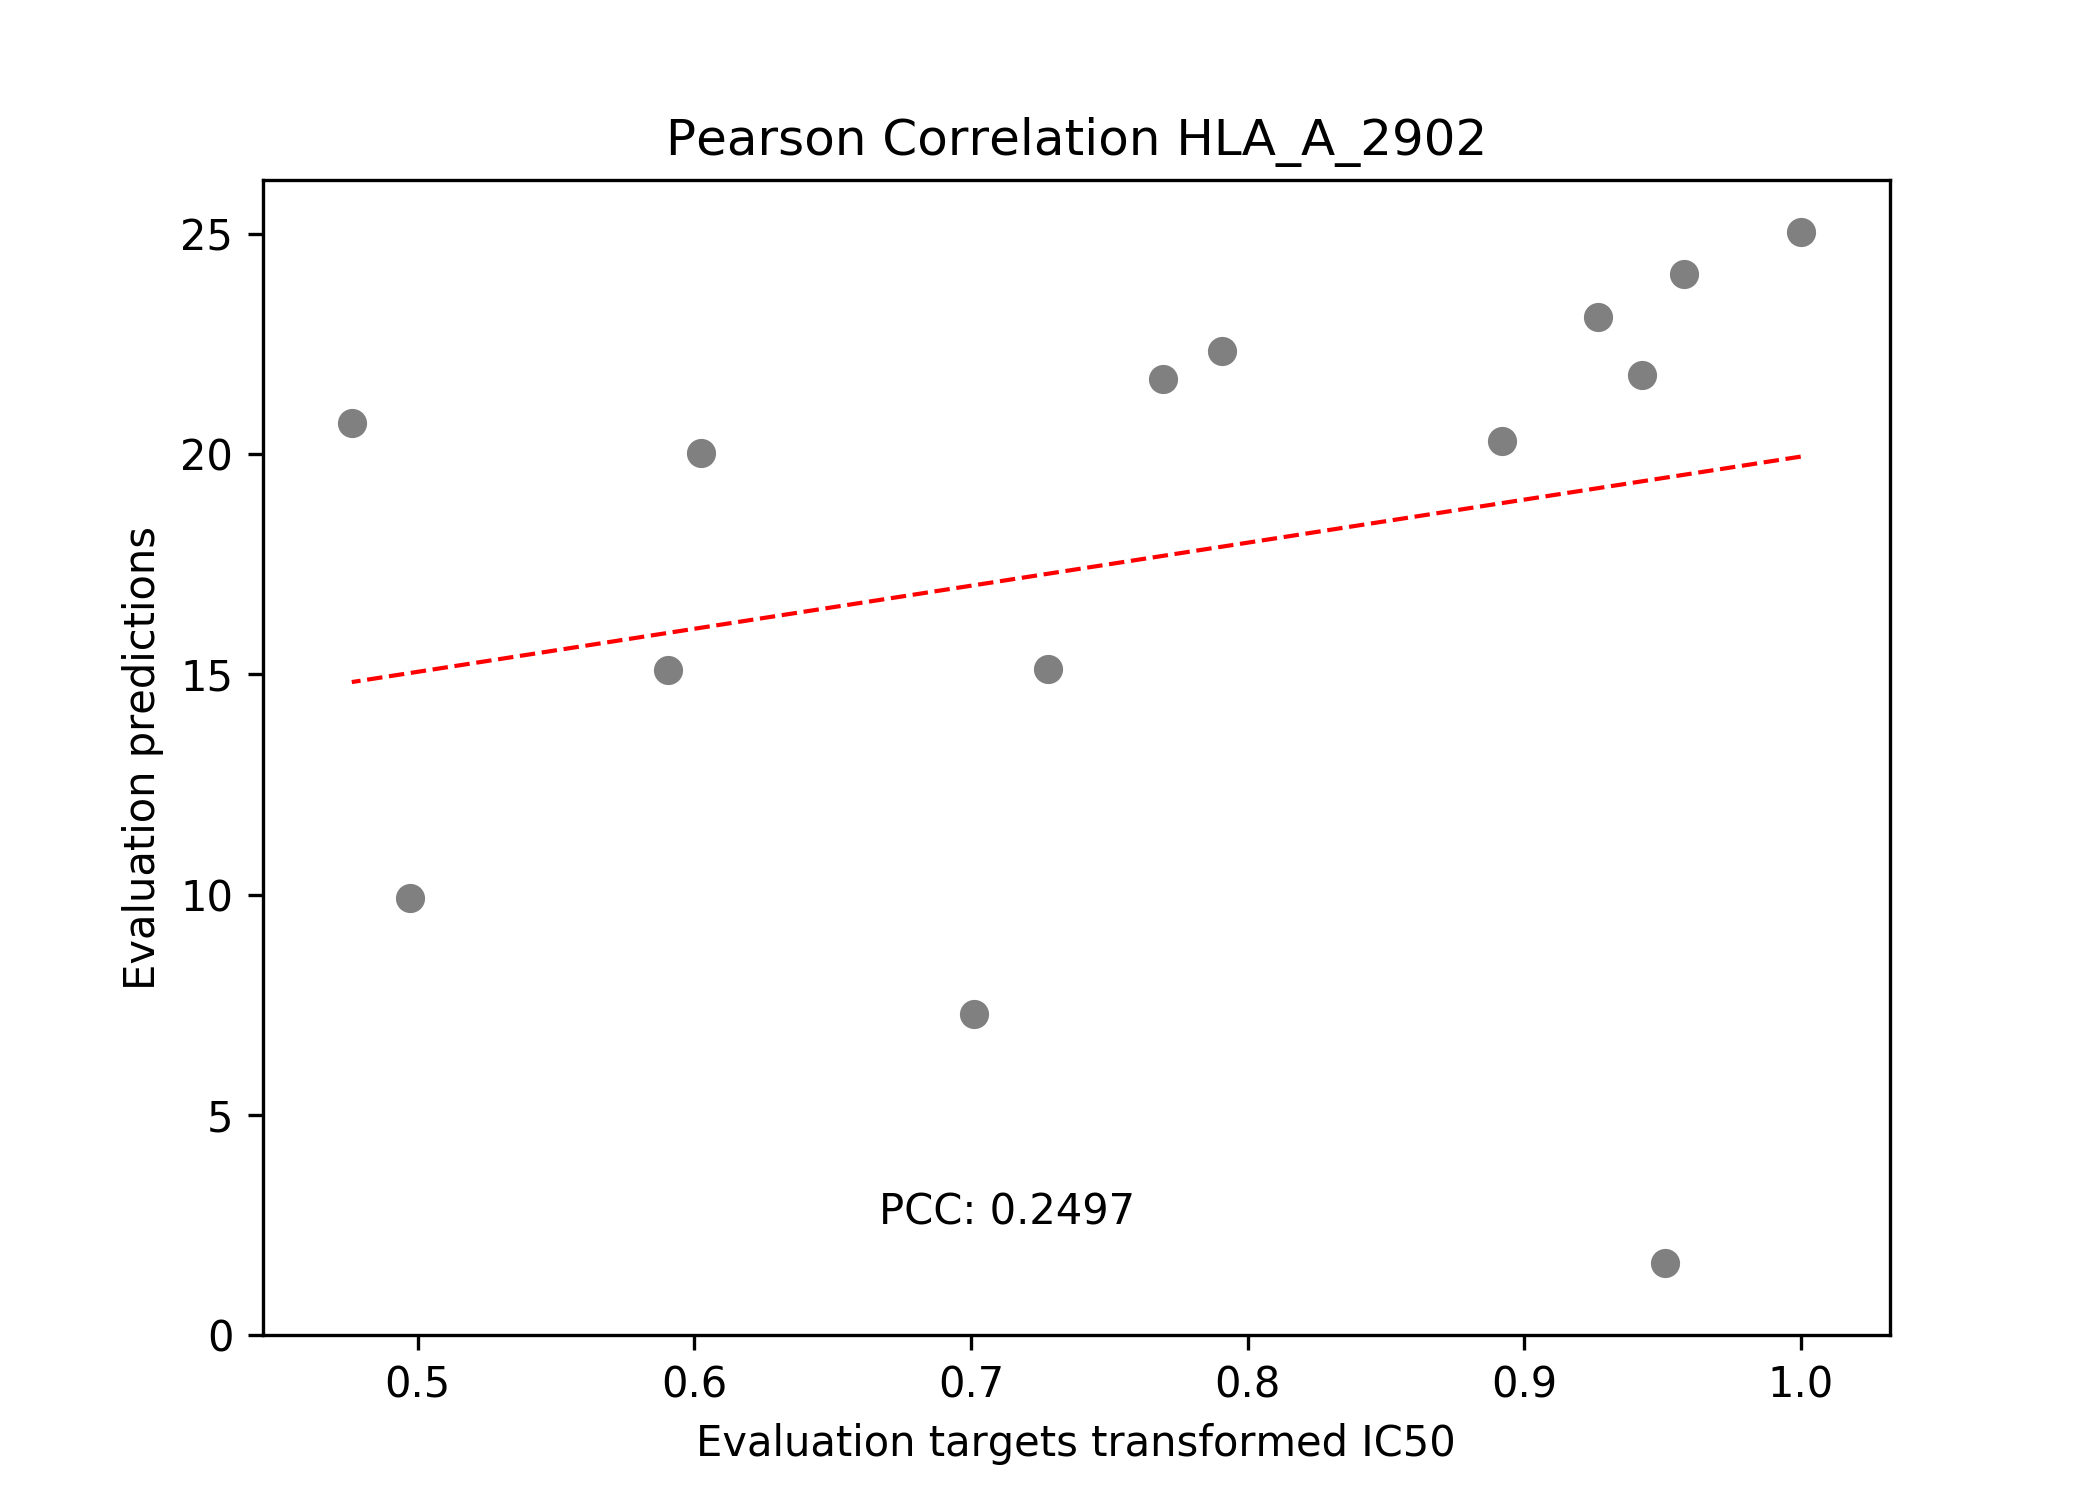 Pearson Correlation HLA_A_2902
Evaluation predictions
25
20
15
10
5
0
PCC: 0.2497
0.5 0.6 0.7 0.8 0.9 1.0
Evaluation targets transformed IC50